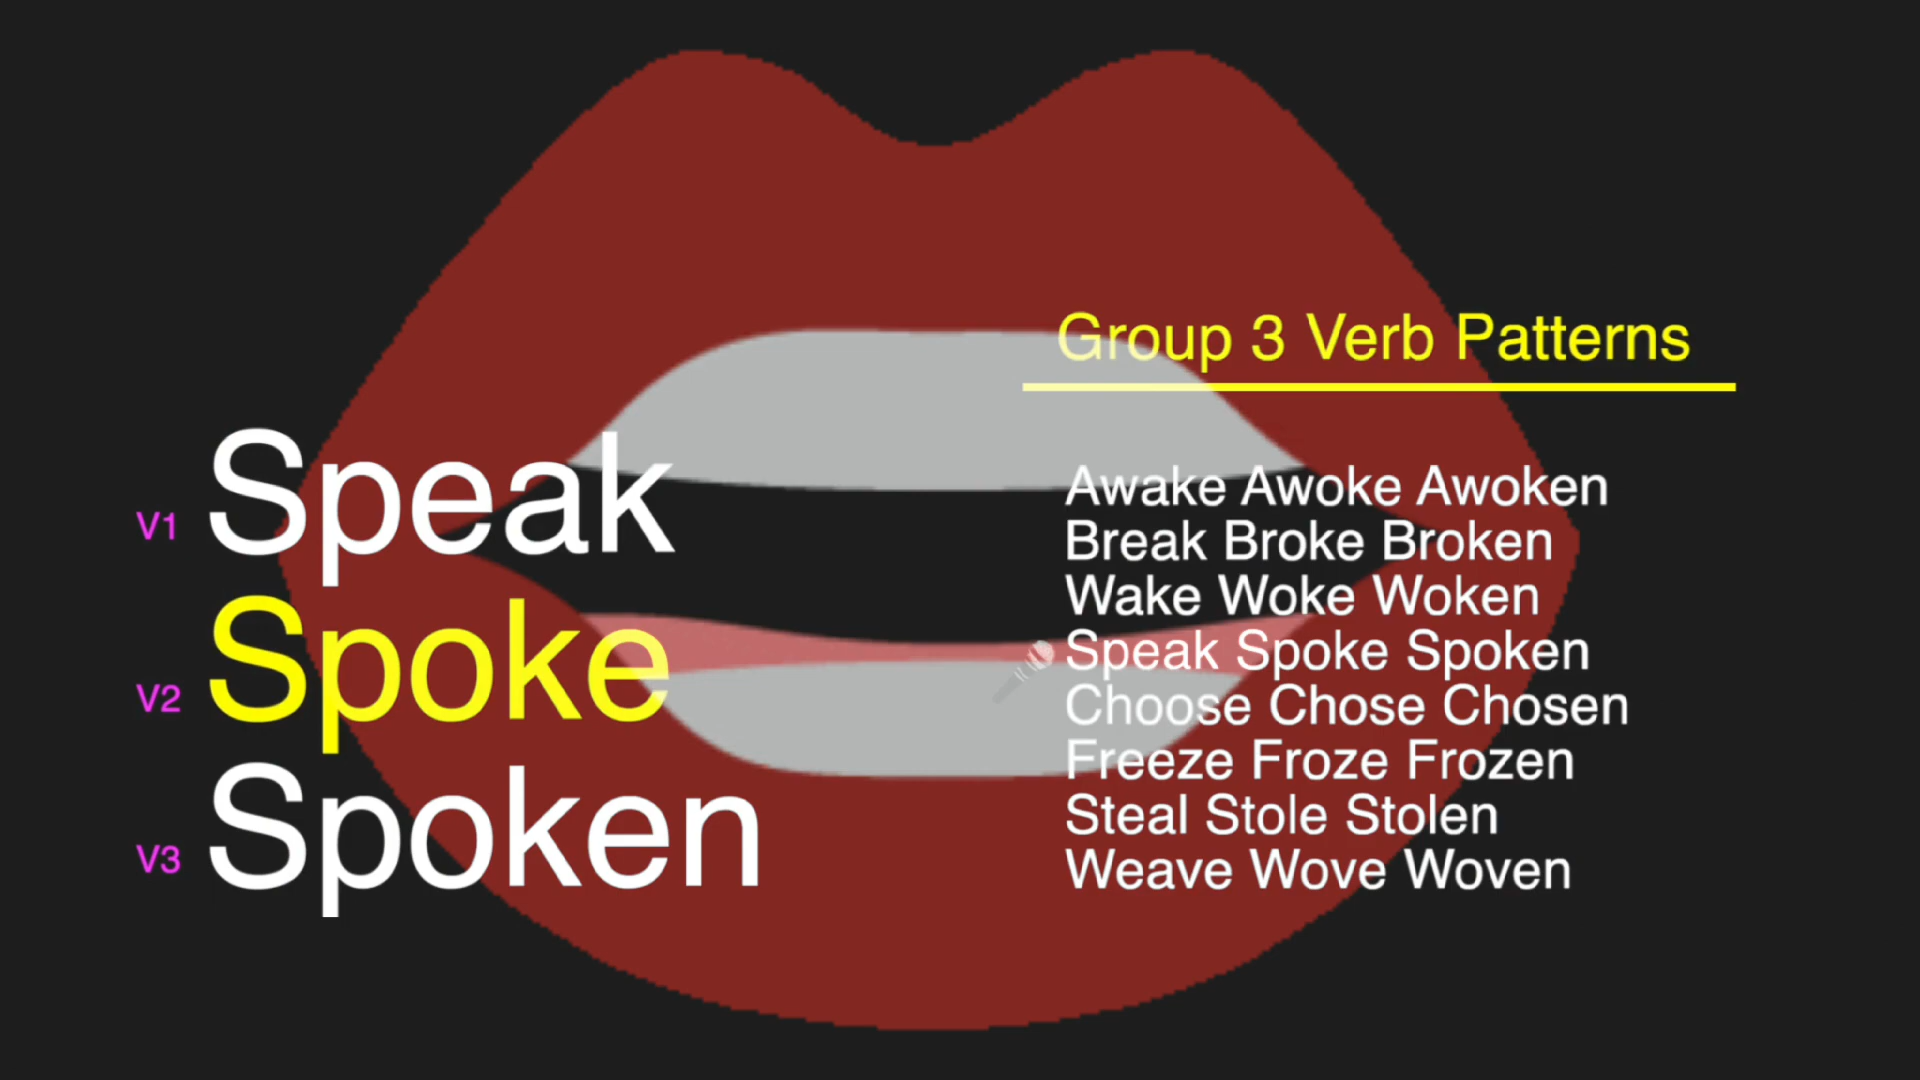 V1 Speak
V2 Spoke
V3 Spoken
Group 3 Verb Patterns
Awake Awoke Awoken
Break Broke Broken
Wake Woke Woken
Speak Spoke Spoken
Choose Chose Chosen
Freeze Froze Frozen
Steal Stole Stolen
Weave Wove Woven